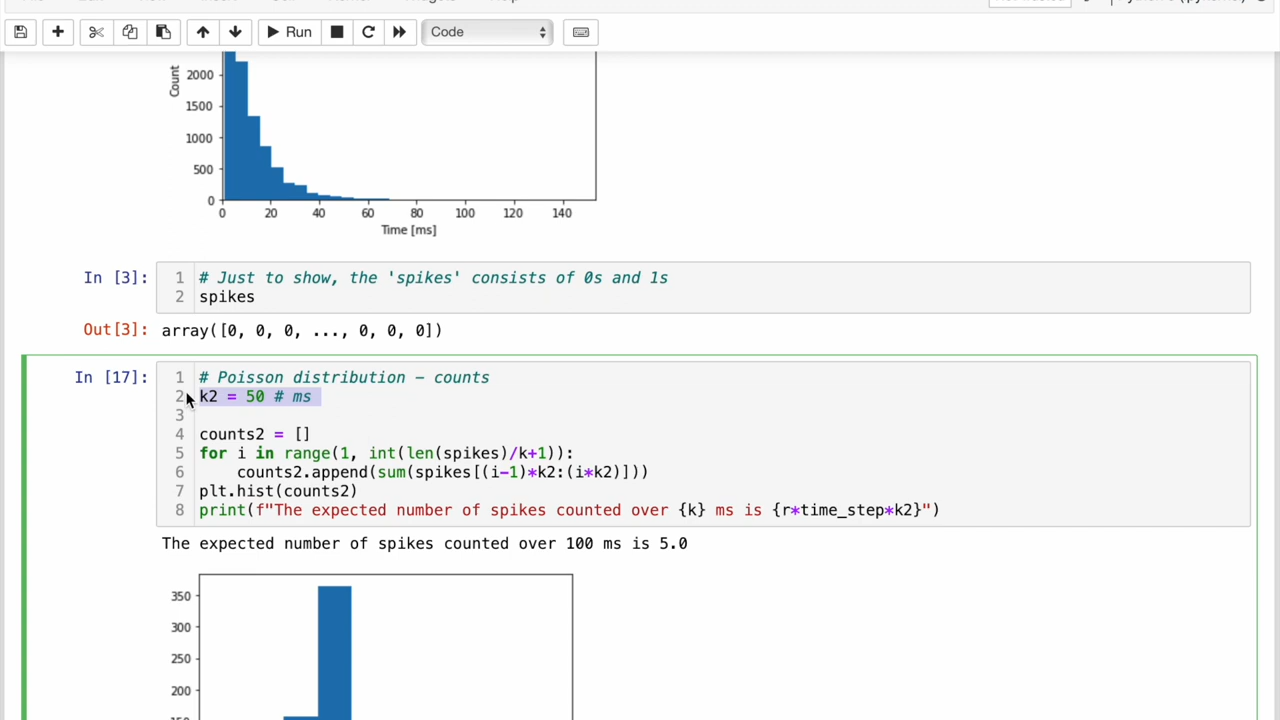 Run
Code
2000
Count
1500
1000
500
0
0 20 40 60 80 100 120 140
Time [ms]
In [3]:
1 # Just to show, the 'spikes' consists of 0s and 1s
2 spikes
Out[3]: array([0, 0, 0, ..., 0, 0, 0])
In [17]:
1 # Poisson distribution – counts
2 k2 = 50 # ms
3
4 counts2 = []
5 for i in range(1, int(len(spikes)/k+1)):
6 counts2.append(sum(spikes[(i-1)*k2:(i*k2)]))
7 plt.hist(counts2)
8 print(f"The expected number of spikes counted over {k} ms is {r*time_step*k2}")
The expected number of spikes counted over 100 ms is 5.0
350
300
250
200